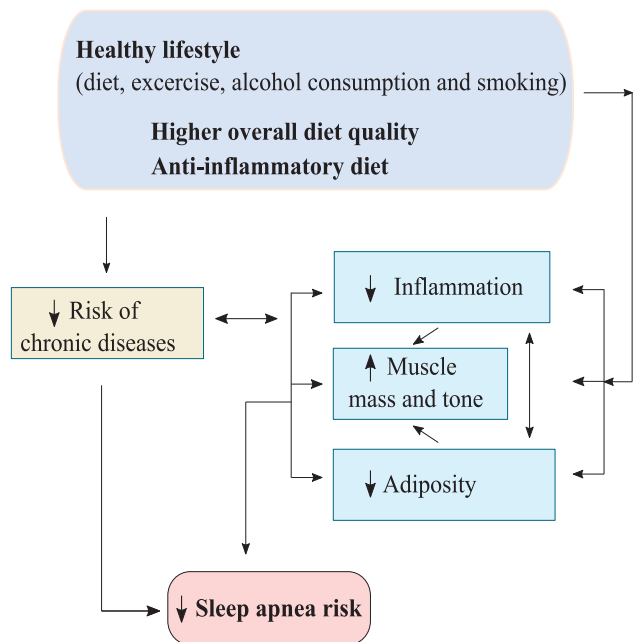 Healthy lifestyle
(diet, excercise, alcohol consumption and smoking)
Higher overall diet quality
Anti-inflammatory diet
↓ Risk of
chronic diseases
↓ Inflammation
↑ Muscle
mass and tone
↓ Adiposity
↓ Sleep apnea risk